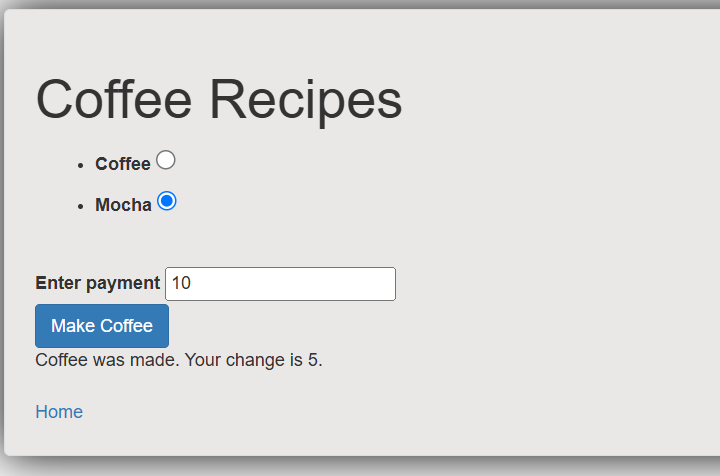 Coffee Recipes
Coffee
Mocha
Enter payment 10
Make Coffee
Coffee was made. Your change is 5.
Home